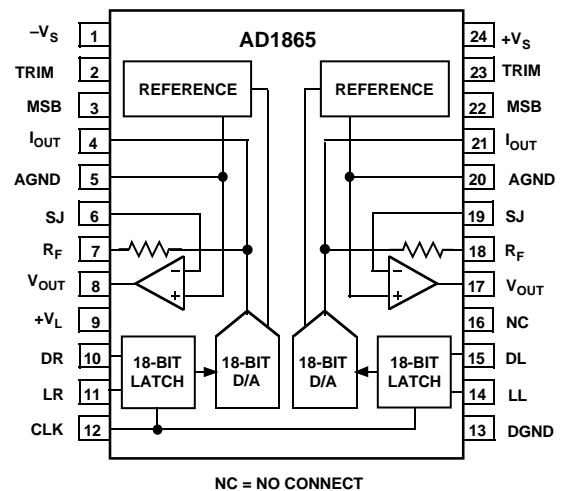 AD1865
–VS 1
TRIM 2
MSB 3
IOUT 4
AGND 5
SJ 6
RF 7
VOUT 8
+VL 9
DR 10
LR 11
CLK 12
24 +VS
23 TRIM
22 MSB
21 IOUT
20 AGND
19 SJ
18 RF
17 VOUT
16 NC
15 DL
14 LL
13 DGND
REFERENCE
REFERENCE
–
+
–
+
18-BIT
LATCH
18-BIT
D/A
18-BIT
D/A
18-BIT
LATCH
NC = NO CONNECT